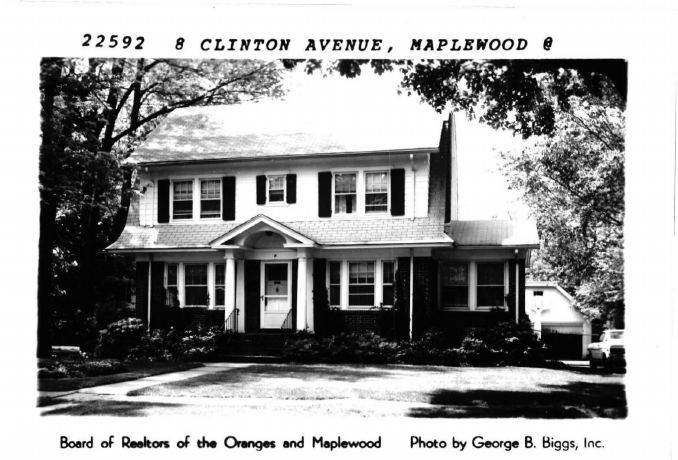 22592 8 CLINTON AVENUE, MAPLEWOOD @
Board of Realtors of the Oranges and Maplewood Photo by George B. Biggs, Inc.